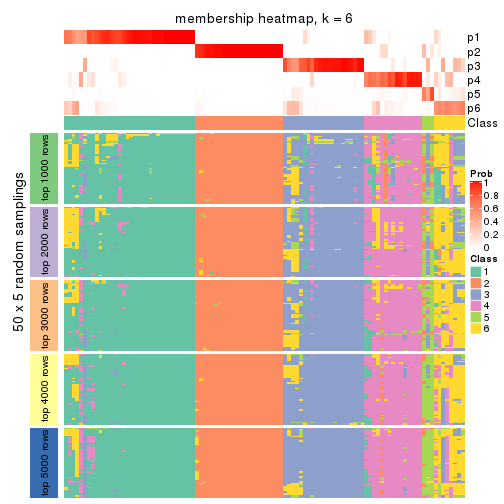 membership heatmap, k = 6
p1
p2
p3
p4
p5
p6
Class
50 x 5 random samplings
top 1000 rows
top 2000 rows
top 3000 rows
top 4000 rows
top 5000 rows
Prob
1
0.8
0.6
0.4
0.2
0
Class
1
2
3
4
5
6